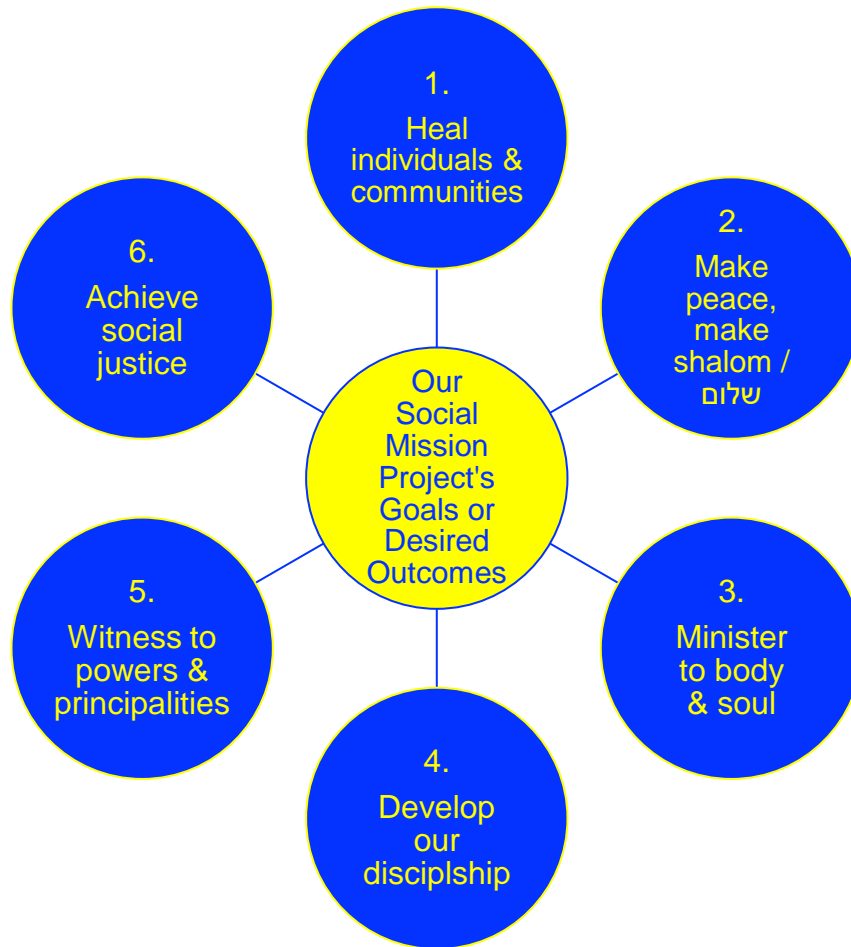 1.
Heal
individuals &
communities
2.
Make
peace,
make
shalom /
שלום
3.
Minister
to body
& soul
4.
Develop
our
disciplship
5.
Witness to
powers &
principalities
6.
Achieve
social
justice
Our
Social
Mission
Project's
Goals or
Desired
Outcomes